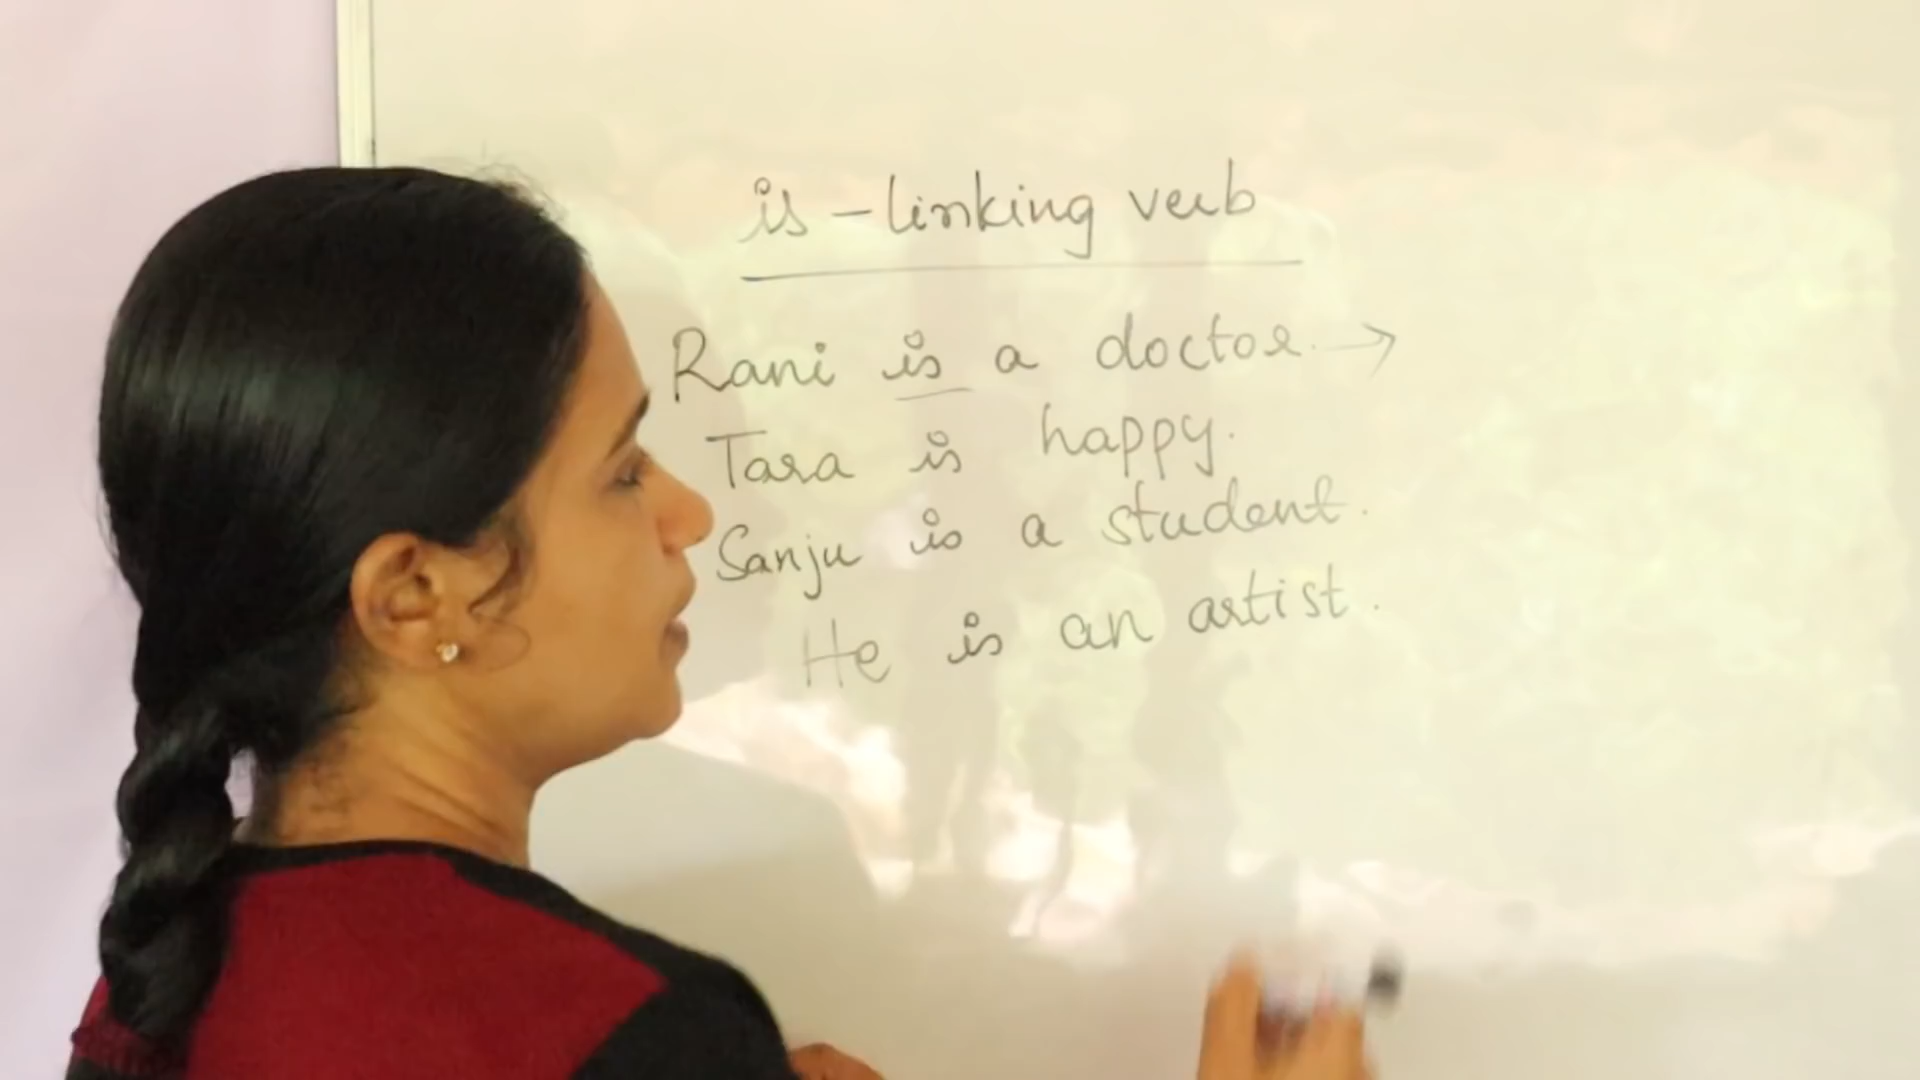 is - linking verb
Rani is a doctor. →
Tara is happy.
Sanju is a student.
He is an artist.